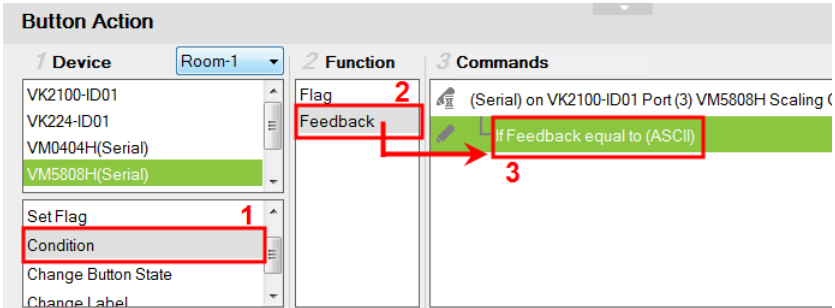 Button Action
1 Device Room-1 2 Function 3 Commands
VK2100-ID01
VK224-ID01
VM0404H(Serial)
VM5808H(Serial)
Set Flag 1
Condition
Change Button State
Change Label
Flag 2
Feedback
(Serial) on VK2100-ID01 Port (3) VM5808H Scaling
If Feedback equal to (ASCII)
3